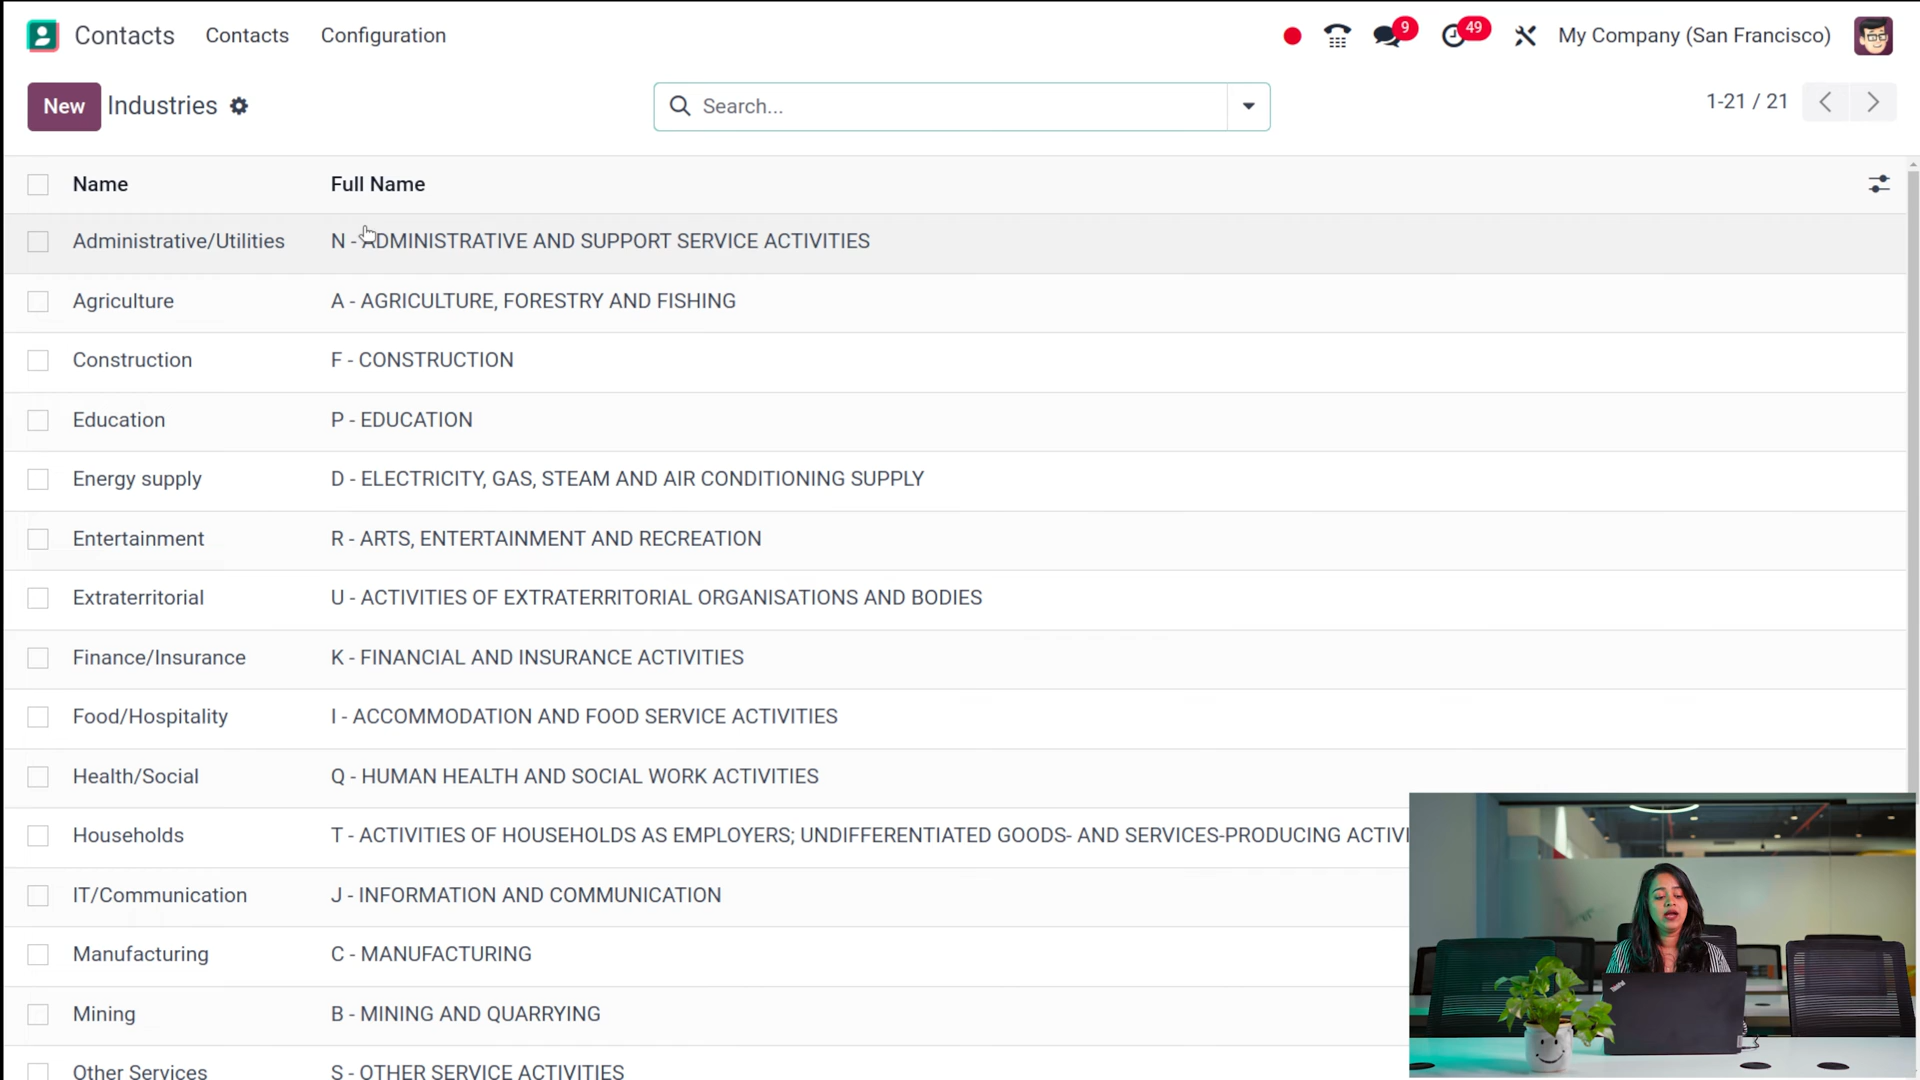 Contacts Contacts Configuration 9 49 My Company (San Francisco)
New Industries Search... 1-21 / 21
Name Full Name
Administrative/Utilities N - ADMINISTRATIVE AND SUPPORT SERVICE ACTIVITIES
Agriculture A - AGRICULTURE, FORESTRY AND FISHING
Construction F - CONSTRUCTION
Education P - EDUCATION
Energy supply D - ELECTRICITY, GAS, STEAM AND AIR CONDITIONING SUPPLY
Entertainment R - ARTS, ENTERTAINMENT AND RECREATION
Extraterritorial U - ACTIVITIES OF EXTRATERRITORIAL ORGANISATIONS AND BODIES
Finance/Insurance K - FINANCIAL AND INSURANCE ACTIVITIES
Food/Hospitality I - ACCOMMODATION AND FOOD SERVICE ACTIVITIES
Health/Social Q - HUMAN HEALTH AND SOCIAL WORK ACTIVITIES
Households T - ACTIVITIES OF HOUSEHOLDS AS EMPLOYERS; UNDIFFERENTIATED GOODS- AND SERVICES-PRODUCING ACTIVI
IT/Communication J - INFORMATION AND COMMUNICATION
Manufacturing C - MANUFACTURING
Mining B - MINING AND QUARRYING
Other Services S - OTHER SERVICE ACTIVITIES
ThinkPad